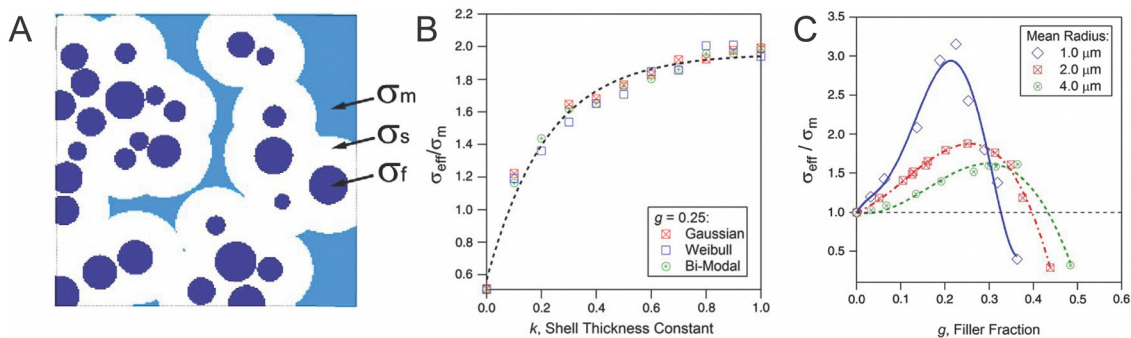 A
σm
σs
σf
B
σeff/σm
2.2
2.0
1.8
1.6
1.4
1.2
1.0
0.8
0.6
g = 0.25:
Gaussian
Weibull
Bi-Modal
0.0 0.2 0.4 0.6 0.8 1.0
k, Shell Thickness Constant
C
σeff / σm
3.5
3.0
2.5
2.0
1.5
1.0
0.5
Mean Radius:
1.0 μm
2.0 μm
4.0 μm
0.0 0.1 0.2 0.3 0.4 0.5 0.6
g, Filler Fraction